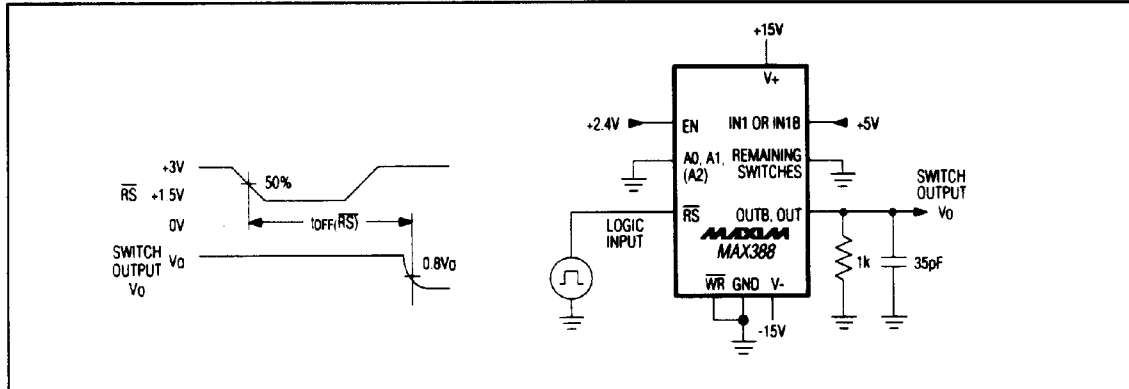 +3V
RS +1.5V
0V
50%
tOFF(RS)
SWITCH
OUTPUT
VO
VO
0.8VO
+15V
V+
+2.4V
EN
IN1 OR IN1B
+5V
A0, A1,
(A2)
REMAINING
SWITCHES
LOGIC
INPUT
RS
OUTB, OUT
SWITCH
OUTPUT
VO
MAXIM
MAX388
1k
35pF
WR GND V-
-15V